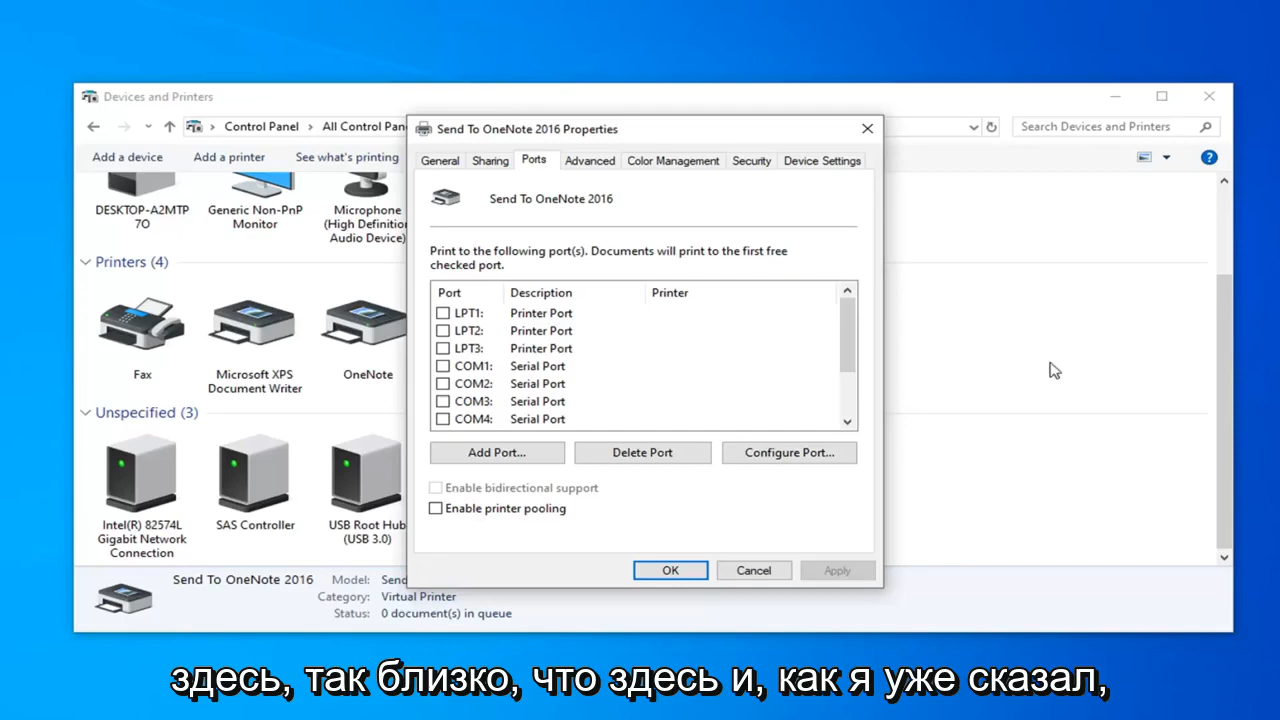 Devices and Printers
Control Panel
All Control Pan
Search Devices and Printers
Add a device
Add a printer
See what's printing
DESKTOP-A2MTP
7O
Generic Non-PnP
Monitor
Microphone
(High Definition
Audio Device)
Printers (4)
Fax
Microsoft XPS
Document Writer
OneNote
Unspecified (3)
Intel(R) 82574L
Gigabit Network
Connection
SAS Controller
USB Root Hub
(USB 3.0)
Send To OneNote 2016
Model: Send
Category: Virtual Printer
Status: 0 document(s) in queue
Send To OneNote 2016 Properties
General Sharing Ports Advanced Color Management Security Device Settings
Send To OneNote 2016
Print to the following port(s). Documents will print to the first free
checked port.
Port Description Printer
LPT1: Printer Port
LPT2: Printer Port
LPT3: Printer Port
COM1: Serial Port
COM2: Serial Port
COM3: Serial Port
COM4: Serial Port
Add Port... Delete Port Configure Port...
Enable bidirectional support
Enable printer pooling
OK Cancel Apply
здесь, так близко, что здесь и, как я уже сказал,